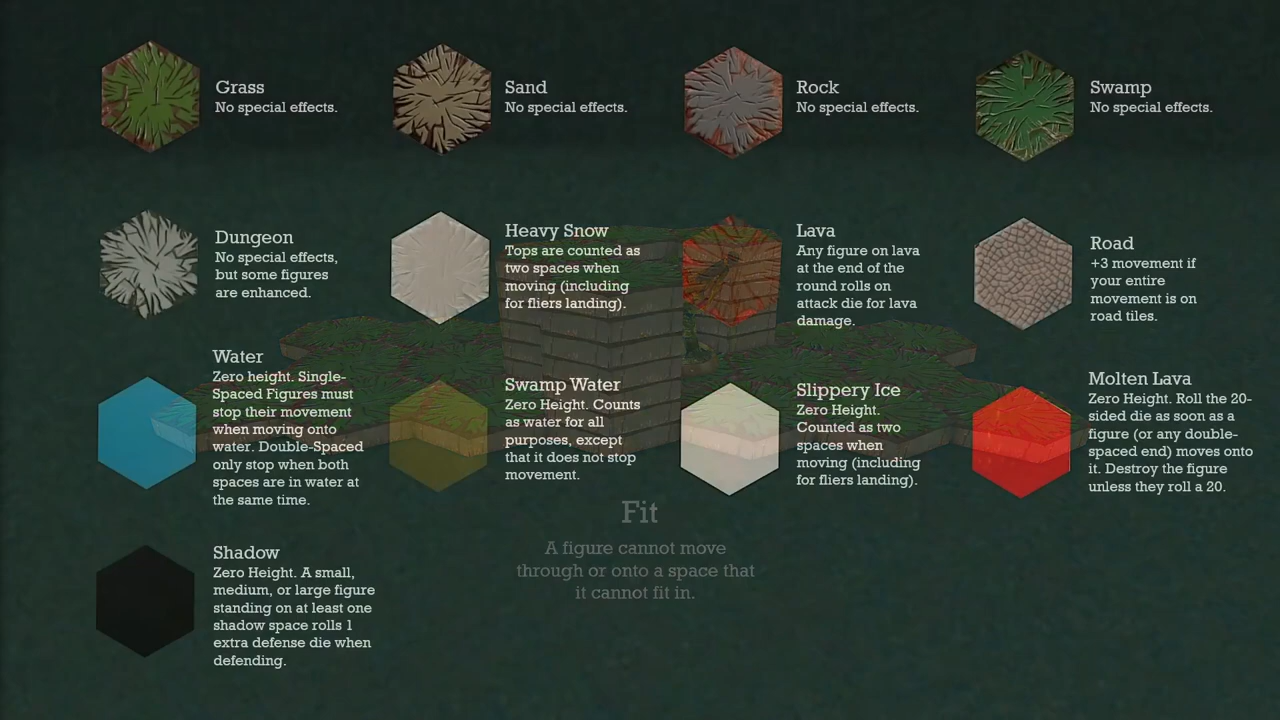 Grass
No special effects.
Sand
No special effects.
Rock
No special effects.
Swamp
No special effects.
Dungeon
No special effects,
but some figures
are enhanced.
Heavy Snow
Tops are counted as
two spaces when
moving (including
for fliers landing).
Lava
Any figure on lava
at the end of the
round rolls on
attack die for lava
damage.
Road
+3 movement if
your entire
movement is on
road tiles.
Water
Zero height. Single-
Spaced Figures must
stop their movement
when moving onto
water. Double-Spaced
only stop when both
spaces are in water at
the same time.
Swamp Water
Zero Height. Counts
as water for all
purposes, except
that it does not stop
movement.
Slippery Ice
Zero Height.
Counted as two
spaces when
moving (including
for fliers landing).
Molten Lava
Zero Height. Roll the 20-
sided die as soon as a
figure (or any double-
spaced end) moves onto
it. Destroy the figure
unless they roll a 20.
Shadow
Zero Height. A small,
medium, or large figure
standing on at least one
shadow space rolls 1
extra defense die when
defending.
Fit
A figure cannot move
through or onto a space that
it cannot fit in.